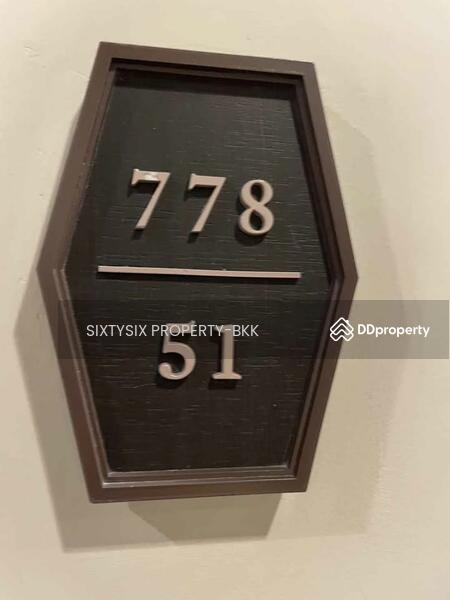 778
SIXTYSIX PROPERTY-BKK
DDproperty
51